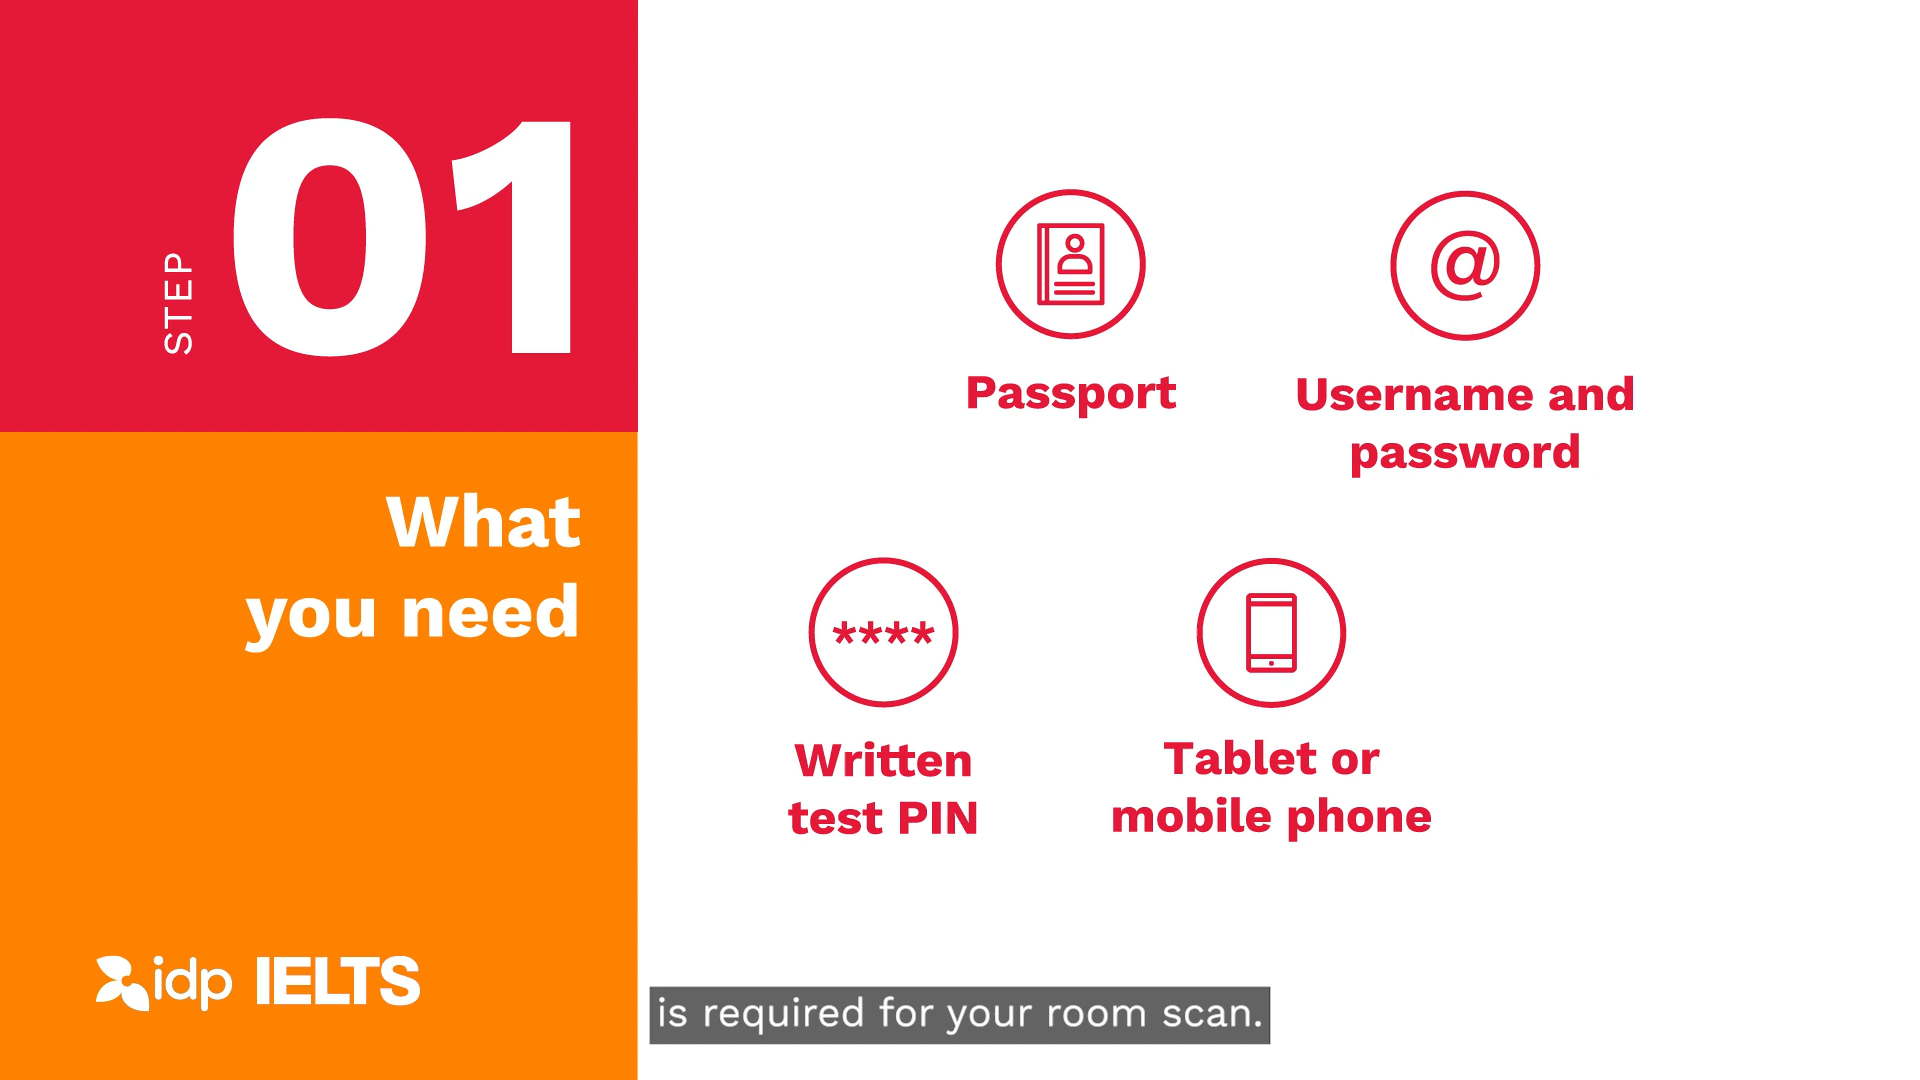 STEP
01
What
you need
idp IELTS
Passport
@
Username and
password
****
Written
test PIN
Tablet or
mobile phone
is required for your room scan.